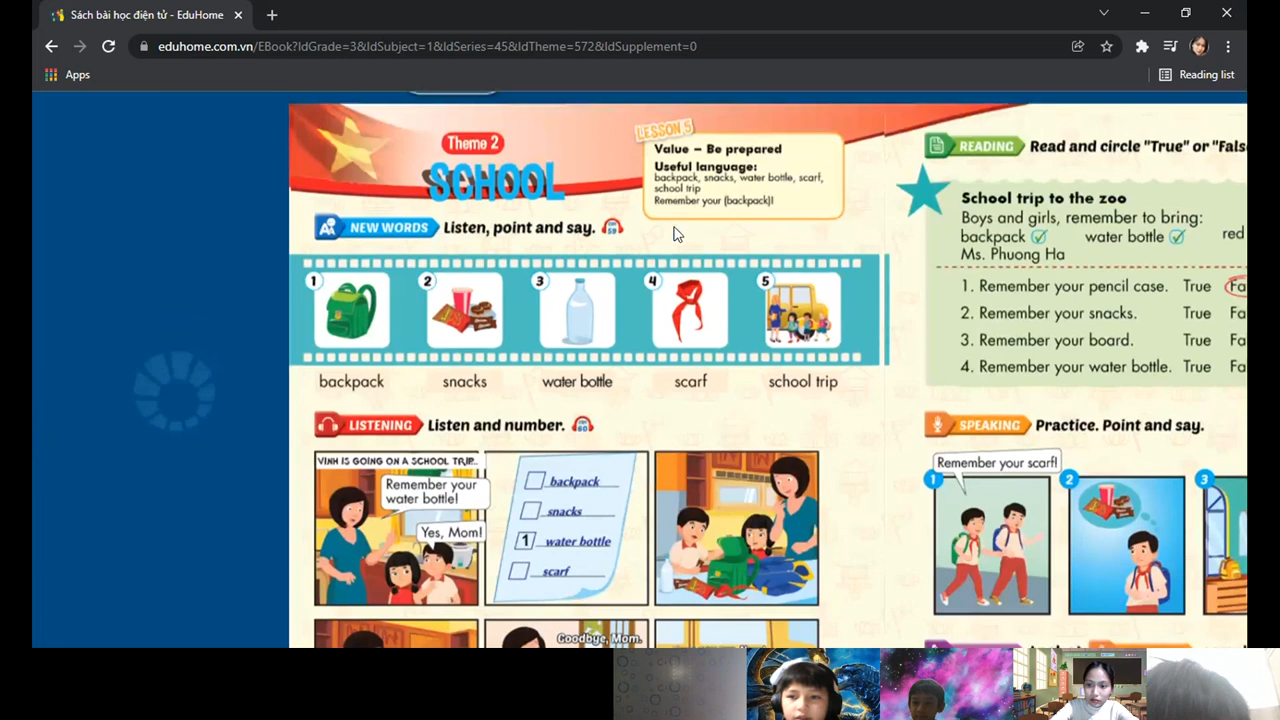 Sách bài học điện tử - EduHome
eduhome.com.vn/EBook?IdGrade=3&IdSubject=1&IdSeries=45&IdTheme=572&IdSupplement=0
Apps
Reading list
Theme 2
SCHOOL
LESSON 5
Value – Be prepared
Useful language:
backpack, snacks, water bottle, scarf,
school trip
Remember your (backpack)!
NEW WORDS Listen, point and say.
1
2
3
4
5
backpack
snacks
water bottle
scarf
school trip
LISTENING Listen and number.
VINH IS GOING ON A SCHOOL TRIP...
Remember your
water bottle!
Yes, Mom!
backpack
snacks
1 water bottle
scarf
Goodbye, Mom.
READING Read and circle "True" or "Fals
School trip to the zoo
Boys and girls, remember to bring:
backpack water bottle red
Ms. Phuong Ha
1. Remember your pencil case. True Fa
2. Remember your snacks. True Fa
3. Remember your board. True Fa
4. Remember your water bottle. True Fa
SPEAKING Practice. Point and say.
Remember your scarf!
1
2
3